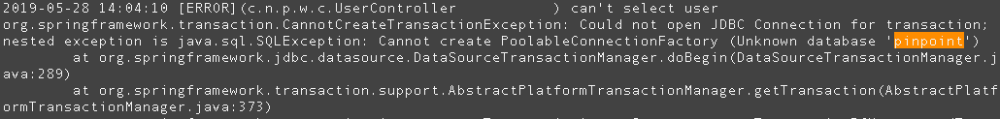 2019-05-28 14:04:10 [ERROR](c.n.p.w.c.UserController          ) can't select user
org.springframework.transaction.CannotCreateTransactionException: Could not open JDBC Connection for transaction;
nested exception is java.sql.SQLException: Cannot create PoolableConnectionFactory (Unknown database 'pinpoint')
        at org.springframework.jdbc.datasource.DataSourceTransactionManager.doBegin(DataSourceTransactionManager.j
ava:289)
        at org.springframework.transaction.support.AbstractPlatformTransactionManager.getTransaction(AbstractPlatf
ormTransactionManager.java:373)